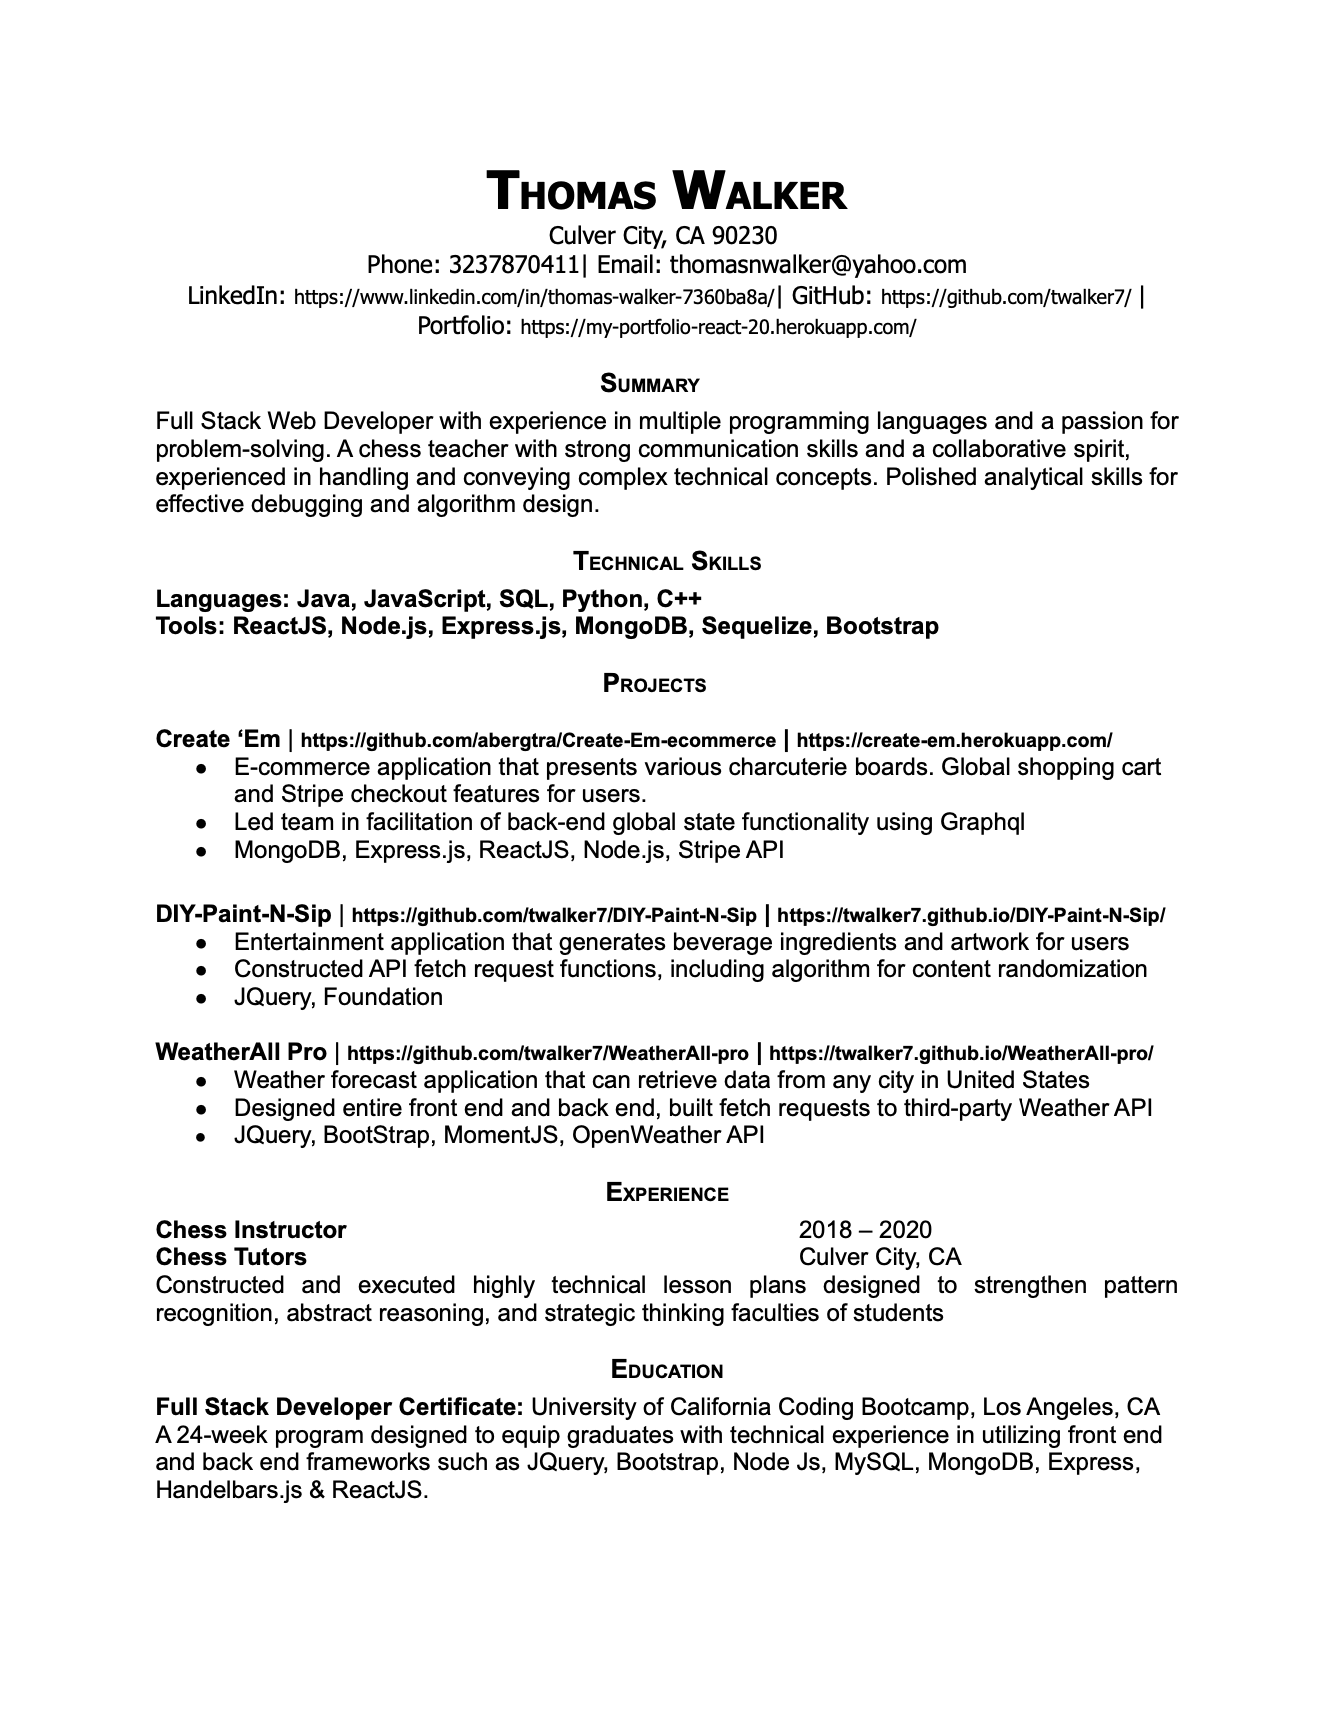 THOMAS WALKER
Culver City, CA 90230
Phone: 3237870411| Email: thomasnwalker@yahoo.com
LinkedIn: https://www.linkedin.com/in/thomas-walker-7360ba8a/| GitHub: https://github.com/twalker7/ |
Portfolio: https://my-portfolio-react-20.herokuapp.com/
SUMMARY
Full Stack Web Developer with experience in multiple programming languages and a passion for
problem-solving. A chess teacher with strong communication skills and a collaborative spirit,
experienced in handling and conveying complex technical concepts. Polished analytical skills for
effective debugging and algorithm design.
TECHNICAL SKILLS
Languages: Java, JavaScript, SQL, Python, C++
Tools: ReactJS, Node.js, Express.js, MongoDB, Sequelize, Bootstrap
PROJECTS
Create ‘Em | https://github.com/abergtra/Create-Em-ecommerce | https://create-em.herokuapp.com/
● E-commerce application that presents various charcuterie boards. Global shopping cart
and Stripe checkout features for users.
● Led team in facilitation of back-end global state functionality using Graphql
● MongoDB, Express.js, ReactJS, Node.js, Stripe API
DIY-Paint-N-Sip | https://github.com/twalker7/DIY-Paint-N-Sip | https://twalker7.github.io/DIY-Paint-N-Sip/
● Entertainment application that generates beverage ingredients and artwork for users
● Constructed API fetch request functions, including algorithm for content randomization
● JQuery, Foundation
WeatherAll Pro | https://github.com/twalker7/WeatherAll-pro | https://twalker7.github.io/WeatherAll-pro/
● Weather forecast application that can retrieve data from any city in United States
● Designed entire front end and back end, built fetch requests to third-party Weather API
● JQuery, BootStrap, MomentJS, OpenWeather API
EXPERIENCE
Chess Instructor 2018 – 2020
Chess Tutors Culver City, CA
Constructed and executed highly technical lesson plans designed to strengthen pattern
recognition, abstract reasoning, and strategic thinking faculties of students
EDUCATION
Full Stack Developer Certificate: University of California Coding Bootcamp, Los Angeles, CA
A 24-week program designed to equip graduates with technical experience in utilizing front end
and back end frameworks such as JQuery, Bootstrap, Node Js, MySQL, MongoDB, Express,
Handelbars.js & ReactJS.